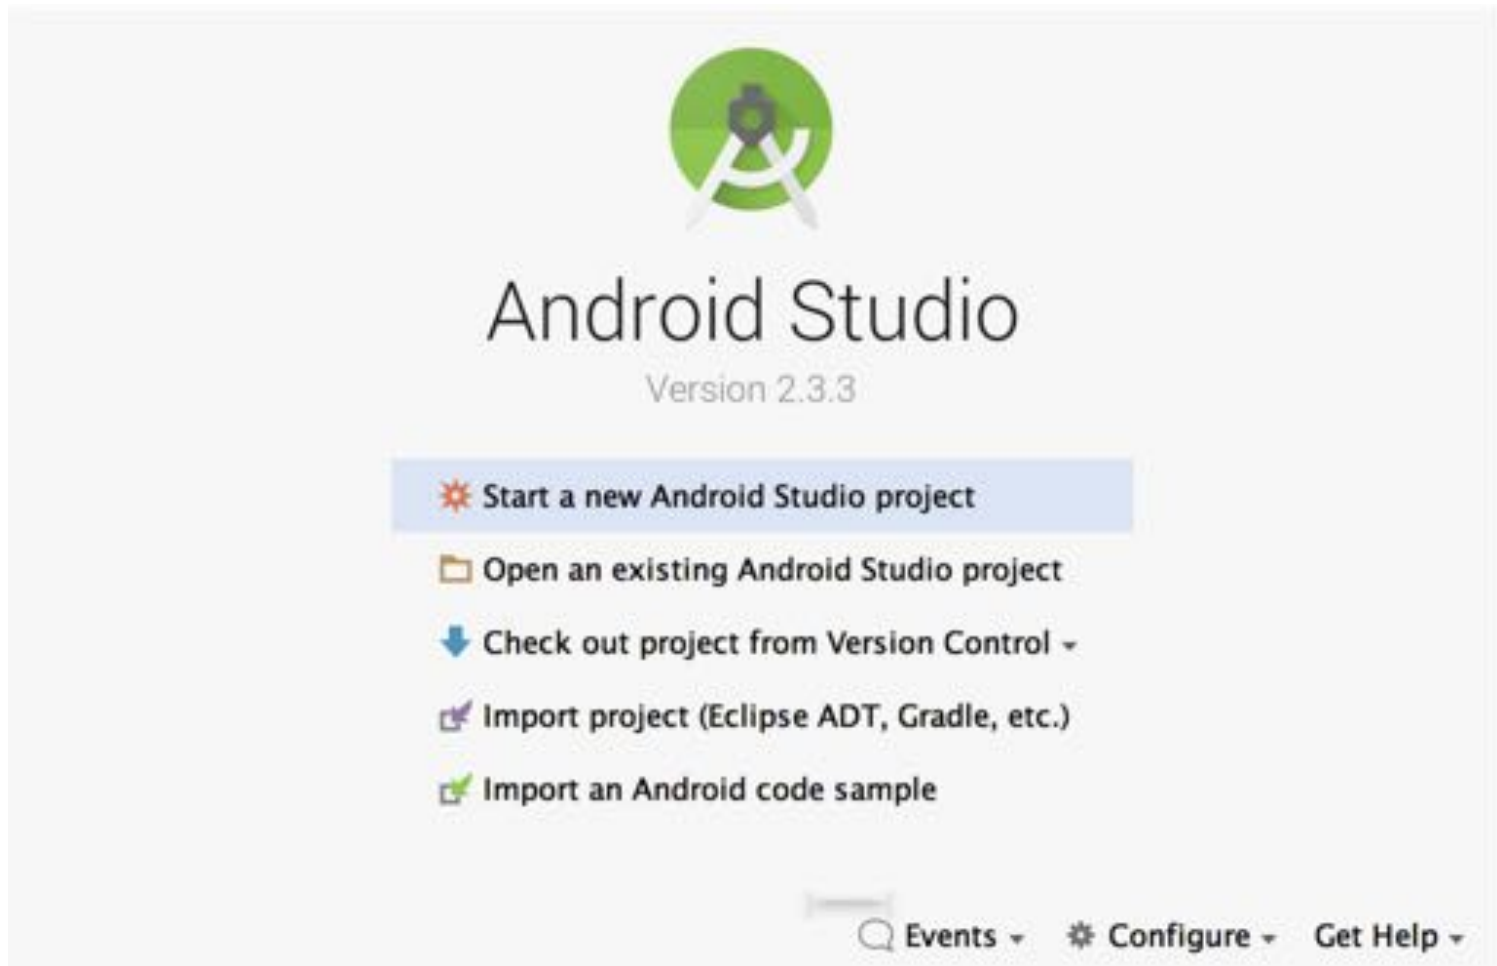 Android Studio
Version 2.3.3
Start a new Android Studio project
Open an existing Android Studio project
Check out project from Version Control
Import project (Eclipse ADT, Gradle, etc.)
Import an Android code sample
Events Configure Get Help